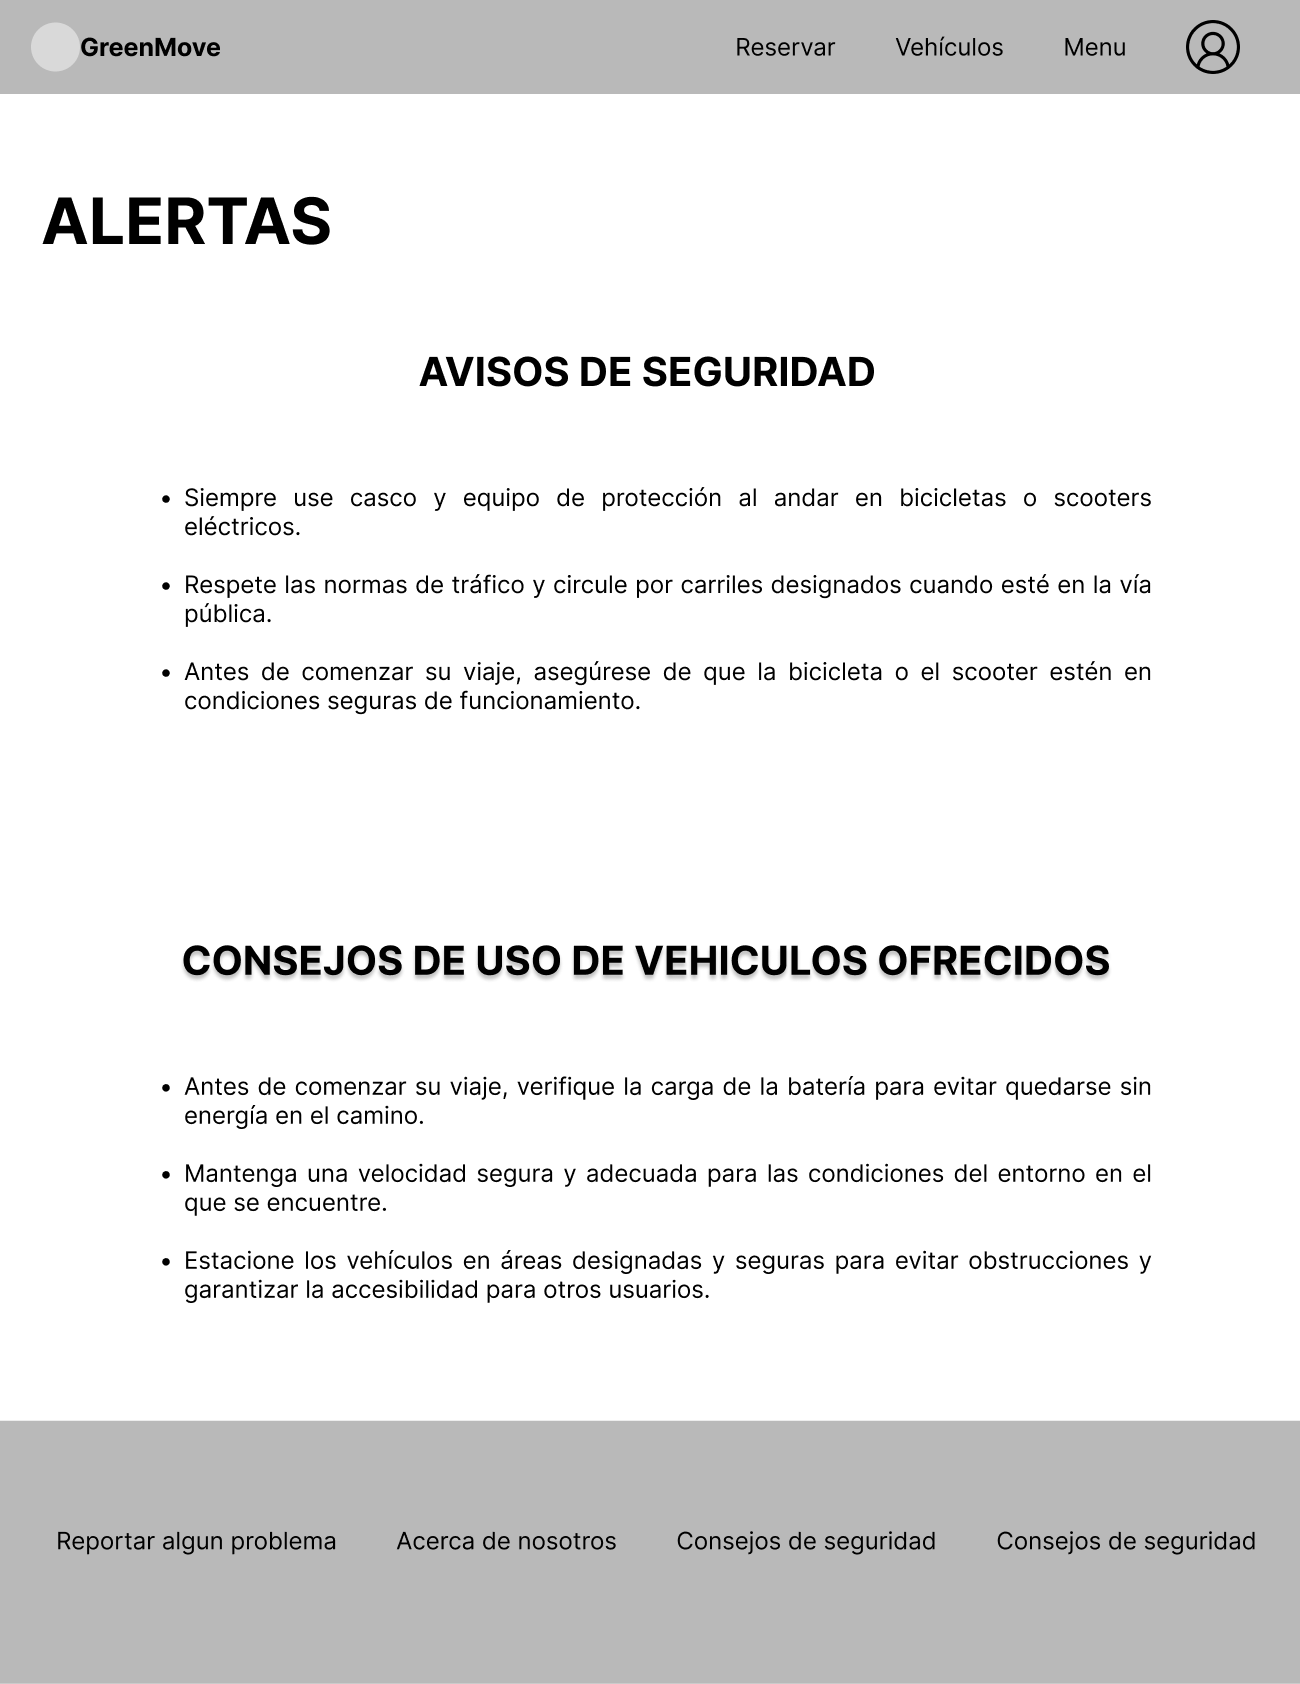 GreenMove
Reservar
Vehículos
Menu
ALERTAS
AVISOS DE SEGURIDAD
• Siempre use casco y equipo de protección al andar en bicicletas o scooters
eléctricos.
• Respete las normas de tráfico y circule por carriles designados cuando esté en la vía
pública.
• Antes de comenzar su viaje, asegúrese de que la bicicleta o el scooter estén en
condiciones seguras de funcionamiento.
CONSEJOS DE USO DE VEHICULOS OFRECIDOS
• Antes de comenzar su viaje, verifique la carga de la batería para evitar quedarse sin
energía en el camino.
• Mantenga una velocidad segura y adecuada para las condiciones del entorno en el
que se encuentre.
• Estacione los vehículos en áreas designadas y seguras para evitar obstrucciones y
garantizar la accesibilidad para otros usuarios.
Reportar algun problema
Acerca de nosotros
Consejos de seguridad
Consejos de seguridad